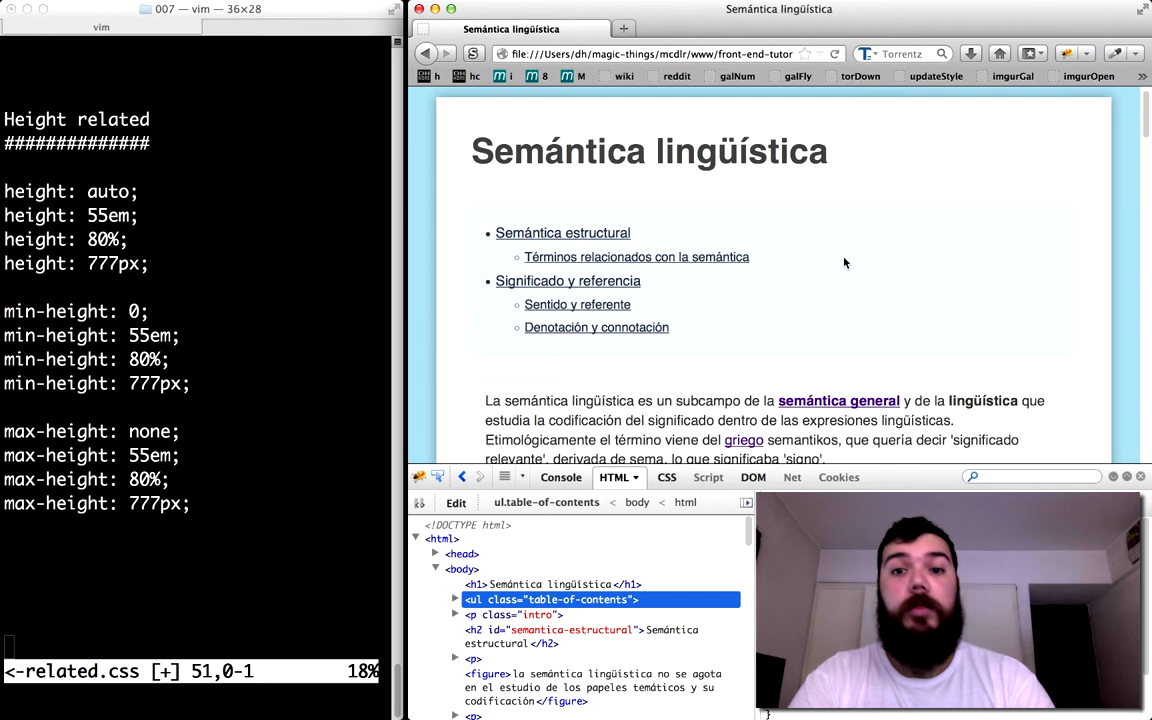 007 — vim — 36×28
vim
Height related
##############
height: auto;
height: 55em;
height: 80%;
height: 777px;
min-height: 0;
min-height: 55em;
min-height: 80%;
min-height: 777px;
max-height: none;
max-height: 55em;
max-height: 80%;
max-height: 777px;
<-related.css [+] 51,0-1 18%
Semántica lingüística
Semántica lingüística
file:///Users/dh/magic-things/mcdlr/www/front-end-tutor
Torrentz
h hc i 8 M wiki reddit galNum galFly torDown updateStyle imgurGal imgurOpen »
Semántica lingüística
• Semántica estructural
◦ Términos relacionados con la semántica
• Significado y referencia
◦ Sentido y referente
◦ Denotación y connotación
La semántica lingüística es un subcampo de la semántica general y de la lingüística que
estudia la codificación del significado dentro de las expresiones lingüísticas.
Etimológicamente el término viene del griego semantikos, que quería decir 'significado
relevante', derivada de sema, lo que significaba 'signo'.
Console HTML CSS Script DOM Net Cookies
Edit ul.table-of-contents < body < html
<!DOCTYPE html>
<html>
<head>
<body>
<h1>Semántica lingüística</h1>
<ul class="table-of-contents">
<p class="intro">
<h2 id="semantica-estructural">Semántica
estructural</h2>
<p>
<figure>la semántica lingüística no se agota
en el estudio de los papeles temáticos y su
codificación</figure>
<p>
}